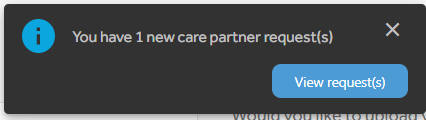 You have 1 new care partner request(s)
View request(s)
Would you like to upload